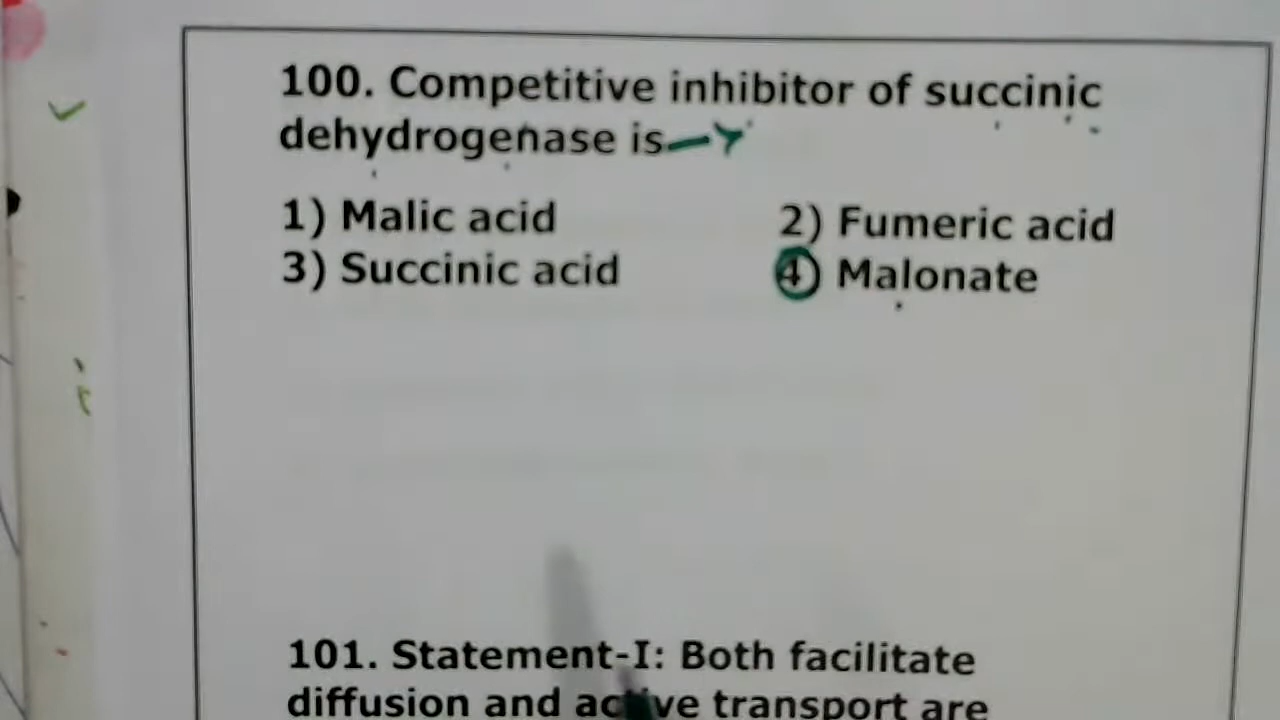 100. Competitive inhibitor of succinic
dehydrogenase is
1) Malic acid 2) Fumeric acid
3) Succinic acid 4) Malonate
101. Statement-I: Both facilitate
diffusion and active transport are